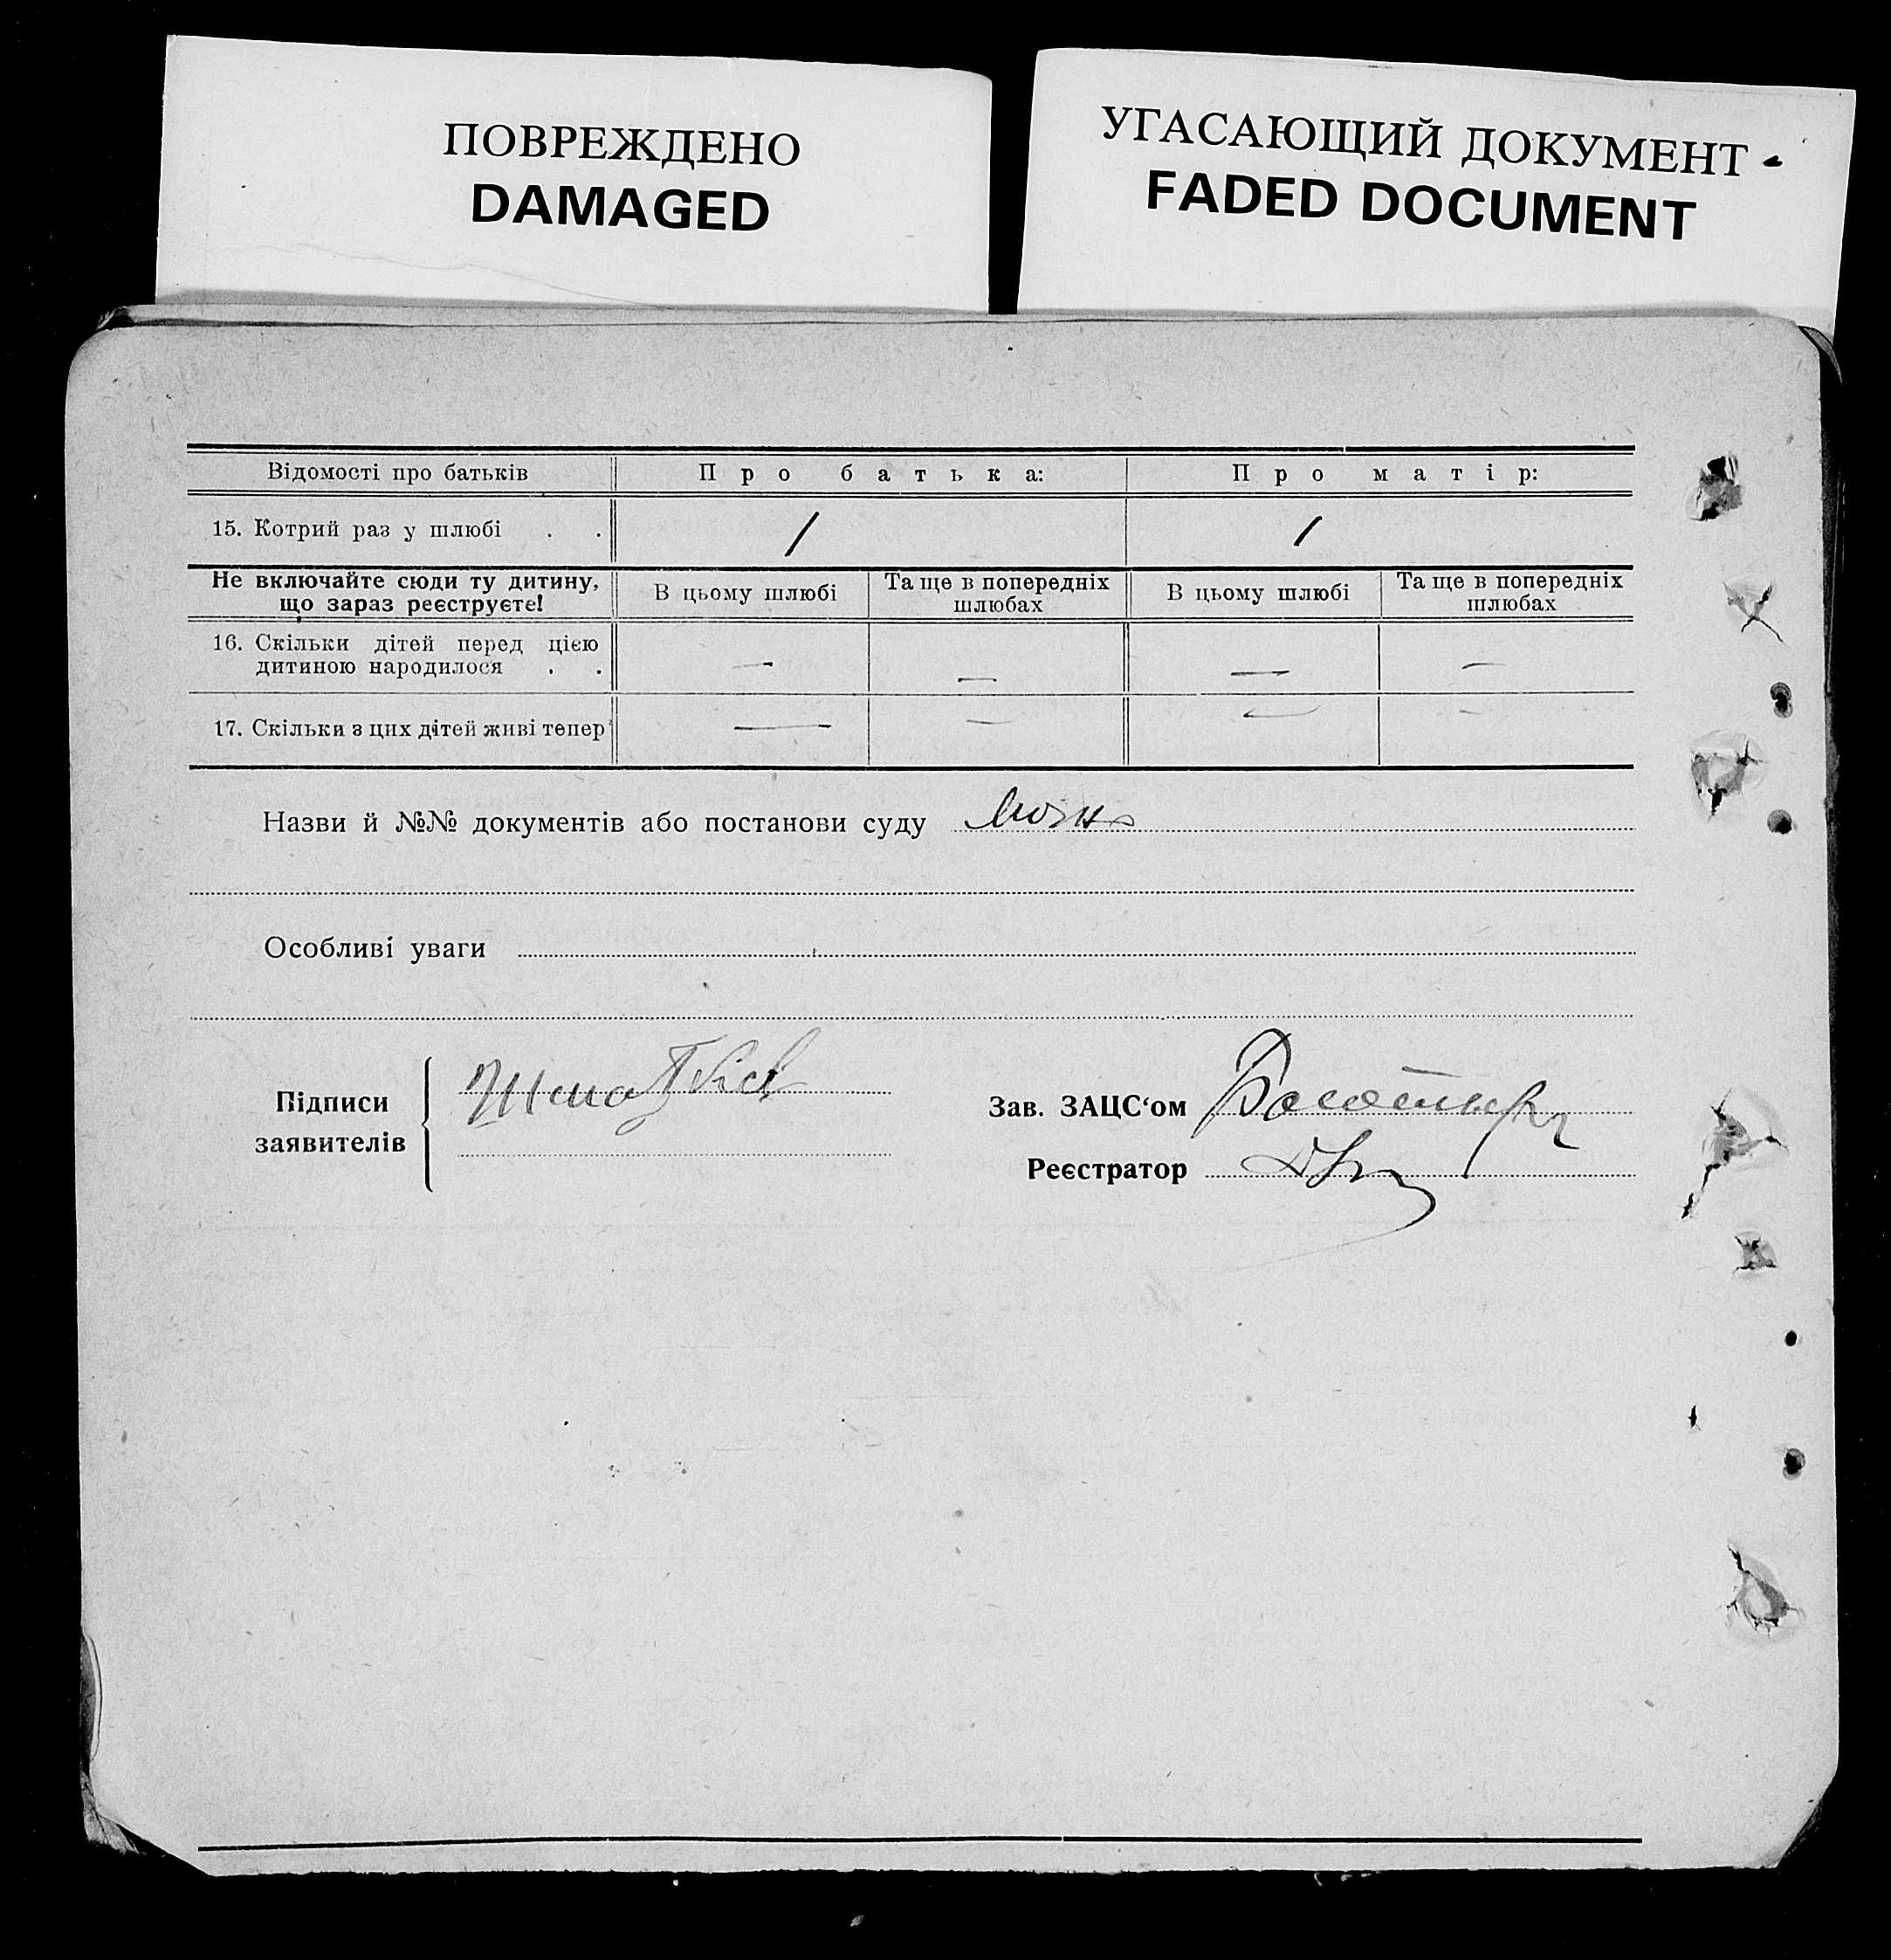 ПОВРЕЖДЕНО
DAMAGED
УГАСАЮЩИЙ ДОКУМЕНТ
FADED DOCUMENT
Відомості про батьків Про батька: Про матір:
15. Котрий раз у шлюбі . . 1 1
Не включайте сюди ту дитину, що зараз реєструєте! В цьому шлюбі Та ще в попередніх шлюбах В цьому шлюбі Та ще в попередніх шлюбах
16. Скільки дітей перед цією дитиною народилося . . — — — —
17. Скільки з цих дітей живі тепер — — — —
Назви й №№ документів або постанови суду
Особливі уваги
Підписи заявителів
Зав. ЗАЦС‘ом
Реєстратор